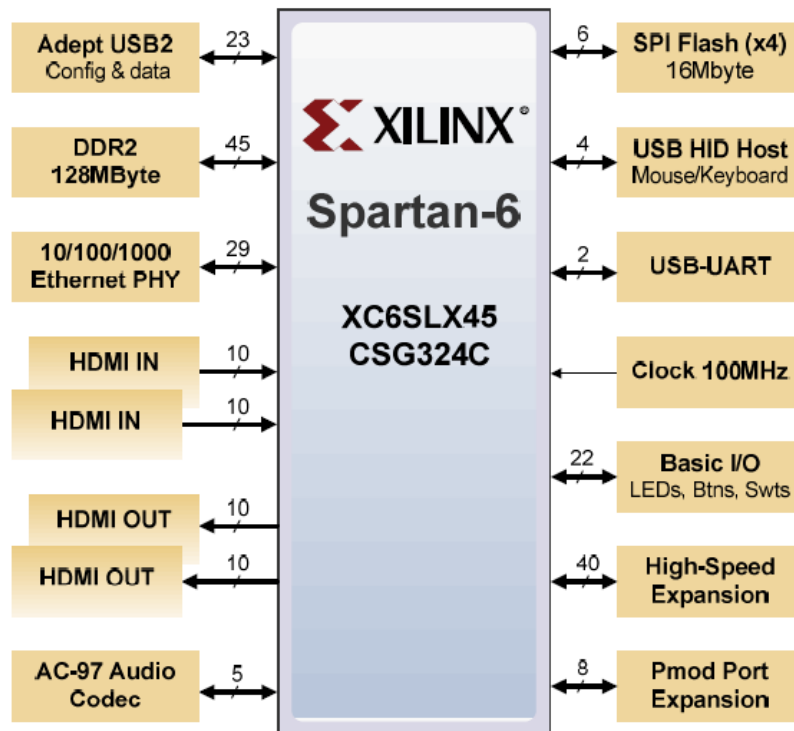 Adept USB2
Config & data
23
DDR2
128MByte
45
10/100/1000
Ethernet PHY
29
HDMI IN
10
HDMI IN
10
HDMI OUT
10
HDMI OUT
10
AC-97 Audio
Codec
5
XILINX®
Spartan-6
XC6SLX45
CSG324C
6
SPI Flash (x4)
16Mbyte
4
USB HID Host
Mouse/Keyboard
2
USB-UART
Clock 100MHz
22
Basic I/O
LEDs, Btns, Swts
40
High-Speed
Expansion
8
Pmod Port
Expansion